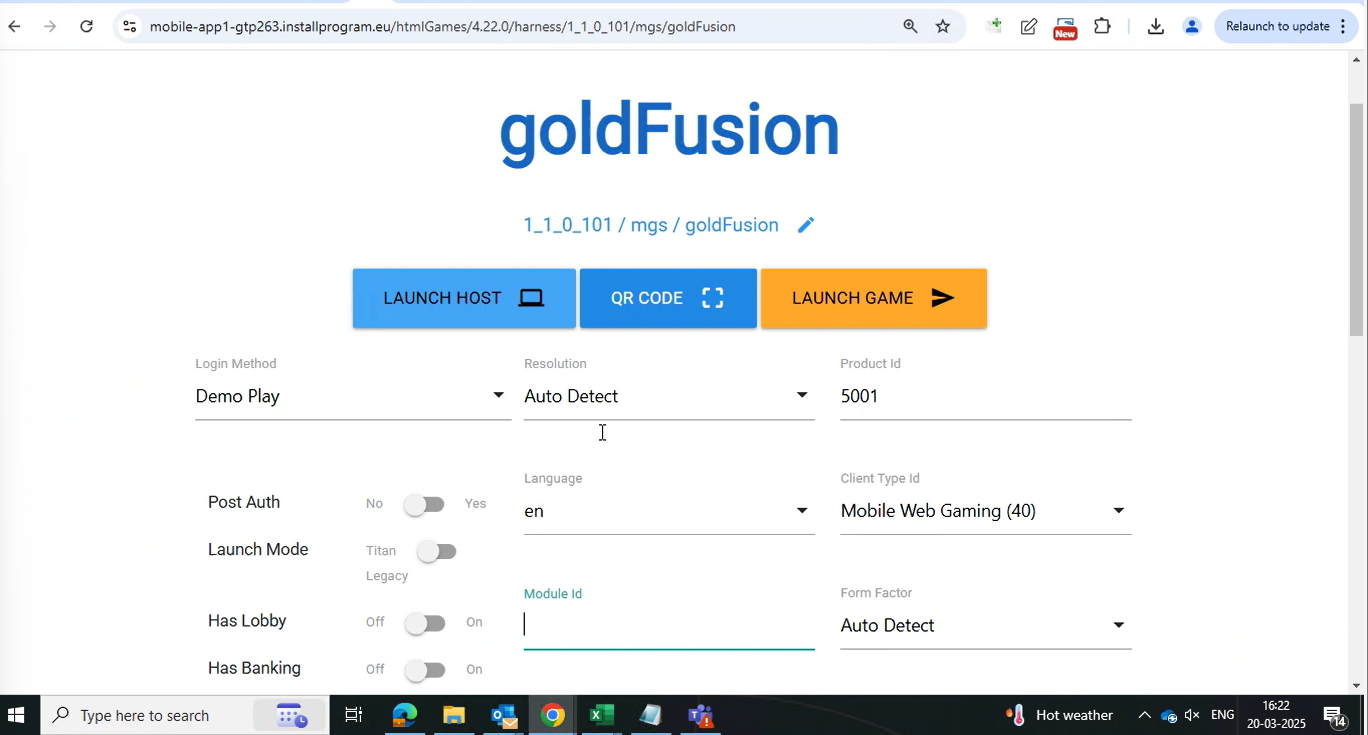 mobile-app1-gtp263.installprogram.eu/htmlGames/4.22.0/harness/1_1_0_101/mgs/goldFusion
New
Relaunch to update
goldFusion
1_1_0_101 / mgs / goldFusion
LAUNCH HOST
QR CODE
LAUNCH GAME
Login Method
Resolution
Product Id
Demo Play
Auto Detect
5001
Language
Client Type Id
Post Auth
No
Yes
en
Mobile Web Gaming (40)
Launch Mode
Titan
Legacy
Module Id
Form Factor
Has Lobby
Off
On
Auto Detect
Has Banking
Off
On
Type here to search
Hot weather
ENG
16:22
20-03-2025
14